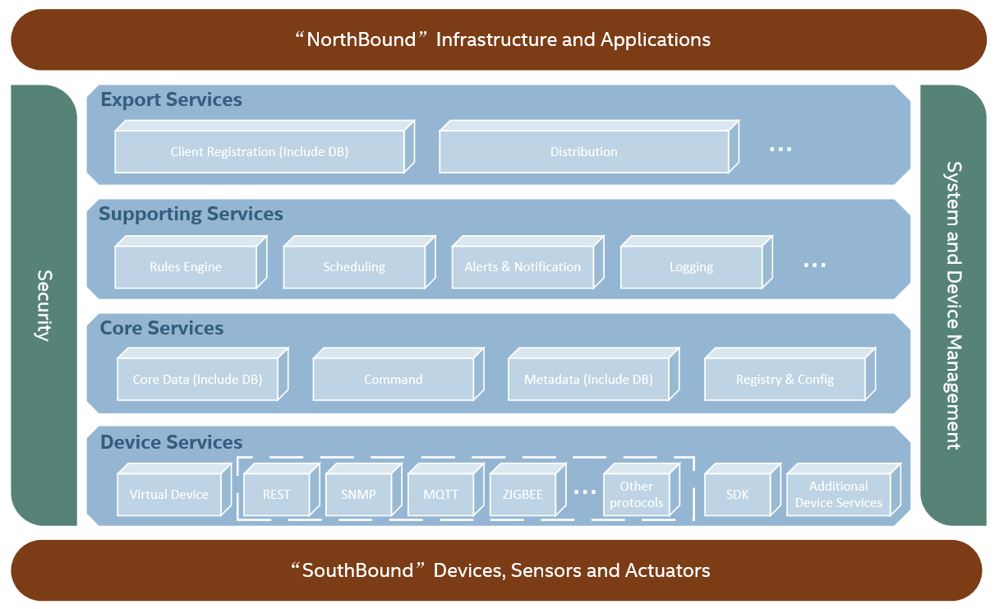 “NorthBound” Infrastructure and Applications
Security
System and Device Management
Export Services
Client Registration (Include DB)
Distribution
...
Supporting Services
Rules Engine
Scheduling
Alerts & Notification
Logging
...
Core Services
Core Data (Include DB)
Command
Metadata (Include DB)
Registry & Config
Device Services
Virtual Device
REST
SNMP
MQTT
ZIGBEE
...
Other
protocols
SDK
Additional
Device Services
“SouthBound” Devices, Sensors and Actuators